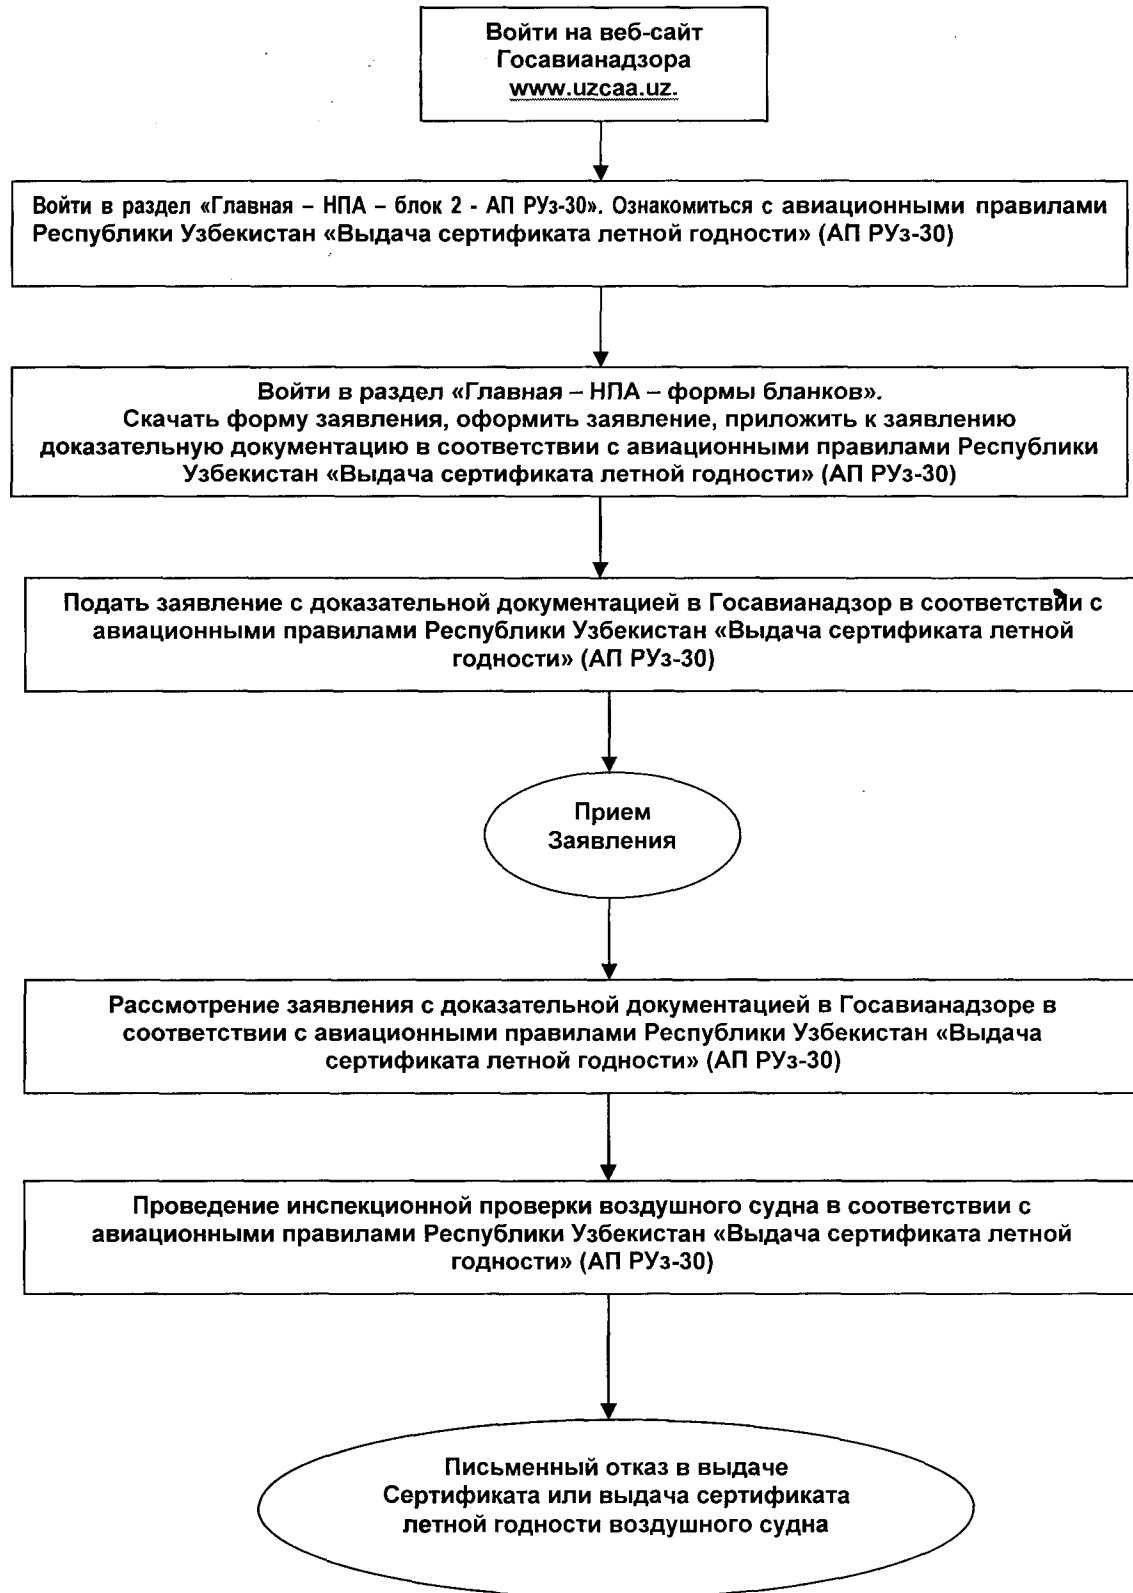 Войти на веб-сайт
Госавианадзора
www.uzcaa.uz.
Войти в раздел «Главная – НПА – блок 2 - АП РУз-30». Ознакомиться с авиационными правилами
Республики Узбекистан «Выдача сертификата летной годности» (АП РУз-30)
Войти в раздел «Главная – НПА – формы бланков».
Скачать форму заявления, оформить заявление, приложить к заявлению
доказательную документацию в соответствии с авиационными правилами Республики
Узбекистан «Выдача сертификата летной годности» (АП РУз-30)
Подать заявление с доказательной документацией в Госавианадзор в соответствии с
авиационными правилами Республики Узбекистан «Выдача сертификата летной
годности» (АП РУз-30)
Прием
Заявления
Рассмотрение заявления с доказательной документацией в Госавианадзоре в
соответствии с авиационными правилами Республики Узбекистан «Выдача
сертификата летной годности» (АП РУз-30)
Проведение инспекционной проверки воздушного судна в соответствии с
авиационными правилами Республики Узбекистан «Выдача сертификата летной
годности» (АП РУз-30)
Письменный отказ в выдаче
Сертификата или выдача сертификата
летной годности воздушного судна